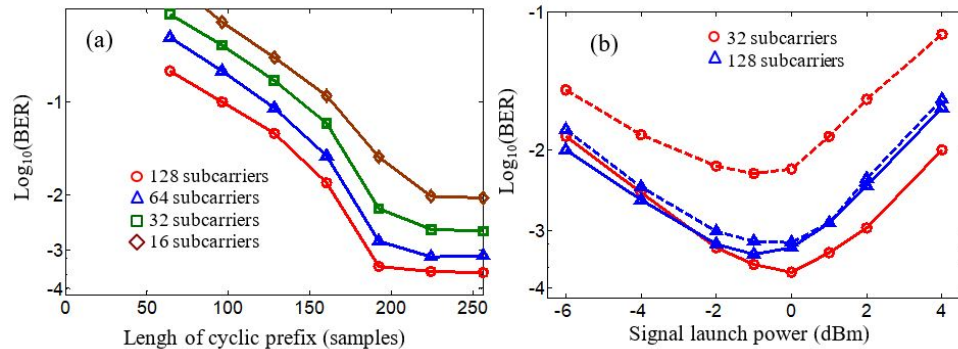 (a)
Log10(BER)
-1
-2
-3
-4
128 subcarriers
64 subcarriers
32 subcarriers
16 subcarriers
0
50
100
150
200
250
Lengh of cyclic prefix (samples)
(b)
Log10(BER)
-1
-2
-3
-4
32 subcarriers
128 subcarriers
-6
-4
-2
0
2
4
Signal launch power (dBm)